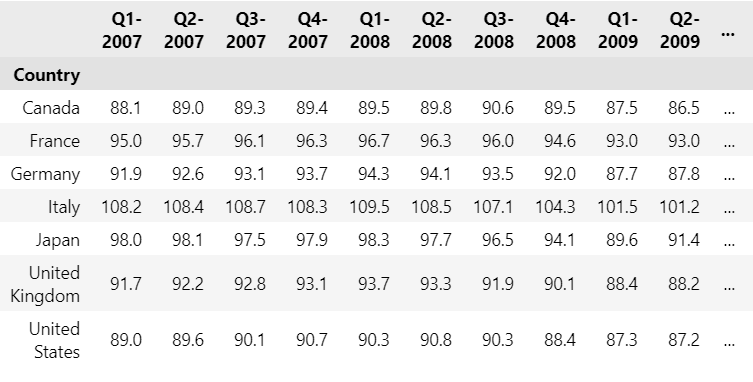 Q1- Q2- Q3- Q4- Q1- Q2- Q3- Q4- Q1- Q2- ...
2007 2007 2007 2007 2008 2008 2008 2008 2009 2009
Country
Canada 88.1 89.0 89.3 89.4 89.5 89.8 90.6 89.5 87.5 86.5 ...
France 95.0 95.7 96.1 96.3 96.7 96.3 96.0 94.6 93.0 93.0 ...
Germany 91.9 92.6 93.1 93.7 94.3 94.1 93.5 92.0 87.7 87.8 ...
Italy 108.2 108.4 108.7 108.3 109.5 108.5 107.1 104.3 101.5 101.2 ...
Japan 98.0 98.1 97.5 97.9 98.3 97.7 96.5 94.1 89.6 91.4 ...
United
Kingdom 91.7 92.2 92.8 93.1 93.7 93.3 91.9 90.1 88.4 88.2 ...
United
States 89.0 89.6 90.1 90.7 90.3 90.8 90.3 88.4 87.3 87.2 ...